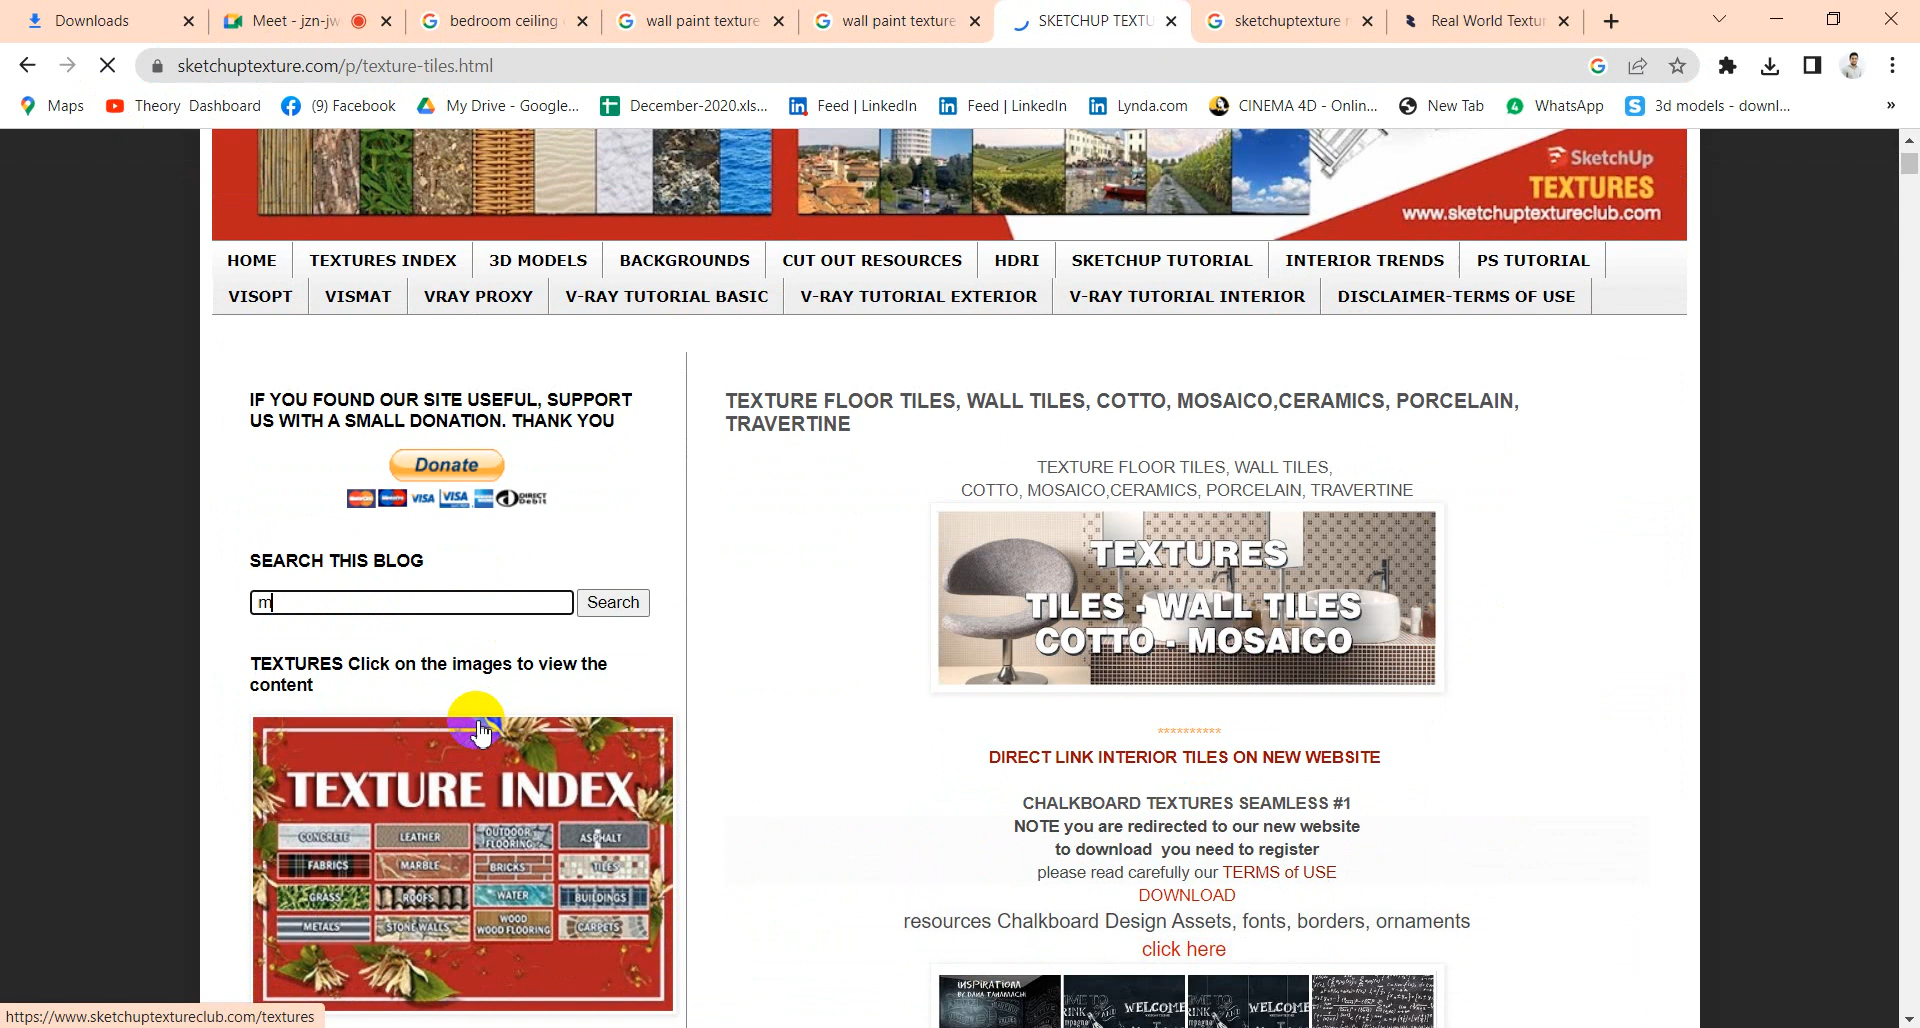 Downloads
Meet - jzn-jw
bedroom ceiling
wall paint texture
wall paint texture
SKETCHUP TEXTU
sketchuptexture
Real World Textur
sketchuptexture.com/p/texture-tiles.html
Maps
Theory Dashboard
(9) Facebook
My Drive - Google...
December-2020.xls...
Feed | LinkedIn
Feed | LinkedIn
Lynda.com
CINEMA 4D - Onlin...
New Tab
WhatsApp
3d models - downl...
SketchUp
TEXTURES
www.sketchuptextureclub.com
HOME
TEXTURES INDEX
3D MODELS
BACKGROUNDS
CUT OUT RESOURCES
HDRI
SKETCHUP TUTORIAL
INTERIOR TRENDS
PS TUTORIAL
VISOPT
VISMAT
VRAY PROXY
V-RAY TUTORIAL BASIC
V-RAY TUTORIAL EXTERIOR
V-RAY TUTORIAL INTERIOR
DISCLAIMER-TERMS OF USE
IF YOU FOUND OUR SITE USEFUL, SUPPORT
US WITH A SMALL DONATION. THANK YOU
Donate
VISA
VISA
DIRECT
Debit
SEARCH THIS BLOG
m
Search
TEXTURES Click on the images to view the
content
TEXTURE INDEX
CONCRETE
LEATHER
OUTDOOR
FLOORING
ASPHALT
FABRICS
MARBLE
BRICKS
TILES
GRASS
ROOFS
WATER
BUILDINGS
METALS
STONE WALLS
WOOD
WOOD FLOORING
CARPETS
TEXTURE FLOOR TILES, WALL TILES, COTTO, MOSAICO,CERAMICS, PORCELAIN,
TRAVERTINE
TEXTURE FLOOR TILES, WALL TILES,
COTTO, MOSAICO,CERAMICS, PORCELAIN, TRAVERTINE
TEXTURES
TILES - WALL TILES
COTTO - MOSAICO
**********
DIRECT LINK INTERIOR TILES ON NEW WEBSITE
CHALKBOARD TEXTURES SEAMLESS #1
NOTE you are redirected to our new website
to download you need to register
please read carefully our TERMS of USE
DOWNLOAD
resources Chalkboard Design Assets, fonts, borders, ornaments
click here
INSPIRATIONAL
BY DANA TANAMACHI
WELCOME
WELCOME
https://www.sketchuptextureclub.com/textures